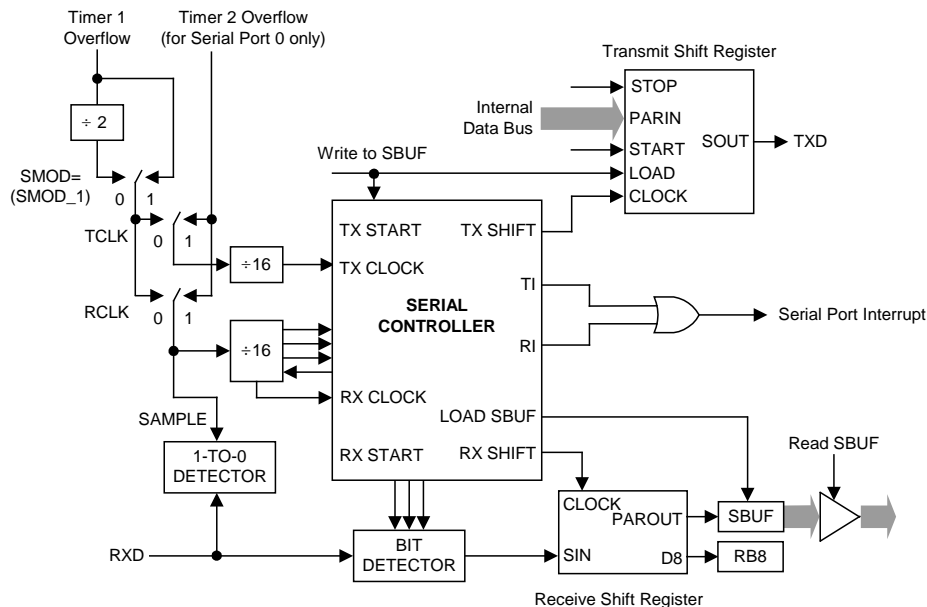 Timer 1
Overflow
Timer 2 Overflow
(for Serial Port 0 only)
÷ 2
SMOD=
(SMOD_1)
0 1
TCLK
0 1
÷16
RCLK
0 1
÷16
SAMPLE
1-TO-0
DETECTOR
RXD
Write to SBUF
TX START
TX SHIFT
TX CLOCK
TI
SERIAL
CONTROLLER
RI
RX CLOCK
LOAD SBUF
RX START
RX SHIFT
BIT
DETECTOR
Transmit Shift Register
Internal
Data Bus
STOP
PARIN
SOUT
START
LOAD
CLOCK
TXD
Serial Port Interrupt
Read SBUF
CLOCK
PAROUT
SIN
D8
SBUF
RB8
Receive Shift Register